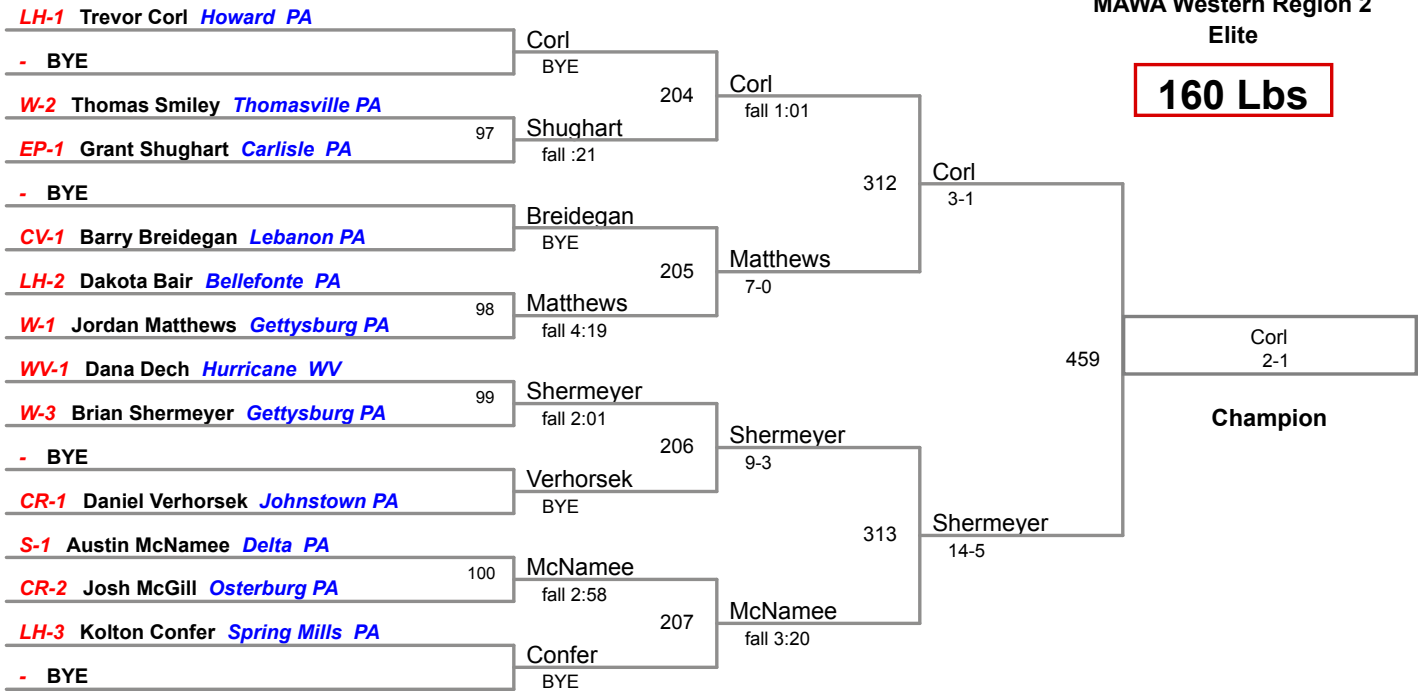 MAWA Western Region 2
Elite
160 Lbs
LH-1 Trevor Corl Howard PA
- BYE
W-2 Thomas Smiley Thomasville PA
EP-1 Grant Shughart Carlisle PA
- BYE
CV-1 Barry Breidegan Lebanon PA
LH-2 Dakota Bair Bellefonte PA
W-1 Jordan Matthews Gettysburg PA
WV-1 Dana Dech Hurricane WV
W-3 Brian Shermeyer Gettysburg PA
- BYE
CR-1 Daniel Verhorsek Johnstown PA
S-1 Austin McNamee Delta PA
CR-2 Josh McGill Osterburg PA
LH-3 Kolton Confer Spring Mills PA
- BYE
Corl
BYE
97
Shughart
fall :21
Breidegan
BYE
98
Matthews
fall 4:19
99
Shermeyer
fall 2:01
Verhorsek
BYE
100
McNamee
fall 2:58
Confer
BYE
204
Corl
fall 1:01
205
Matthews
7-0
206
Shermeyer
9-3
207
McNamee
fall 3:20
312
Corl
3-1
313
Shermeyer
14-5
459
Corl
2-1
Champion